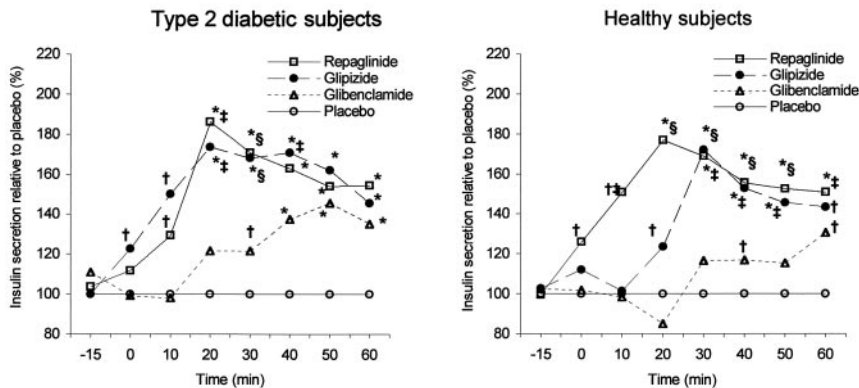 Type 2 diabetic subjects
Insulin secretion relative to placebo (%)
220
200
180
160
140
120
100
80
Repaglinide
Glipizide
Glibenclamide
Placebo
†
†
†
*‡
*‡
*§
*§
†
*‡
*
*
*
*
*
*
*
*
-15 0 10 20 30 40 50 60
Time (min)
Healthy subjects
Insulin secretion relative to placebo (%)
220
200
180
160
140
120
100
80
Repaglinide
Glipizide
Glibenclamide
Placebo
†
†‡
†
*§
*§
*‡
*§
*‡
†
*§
*‡
*‡
†
†
-15 0 10 20 30 40 50 60
Time (min)